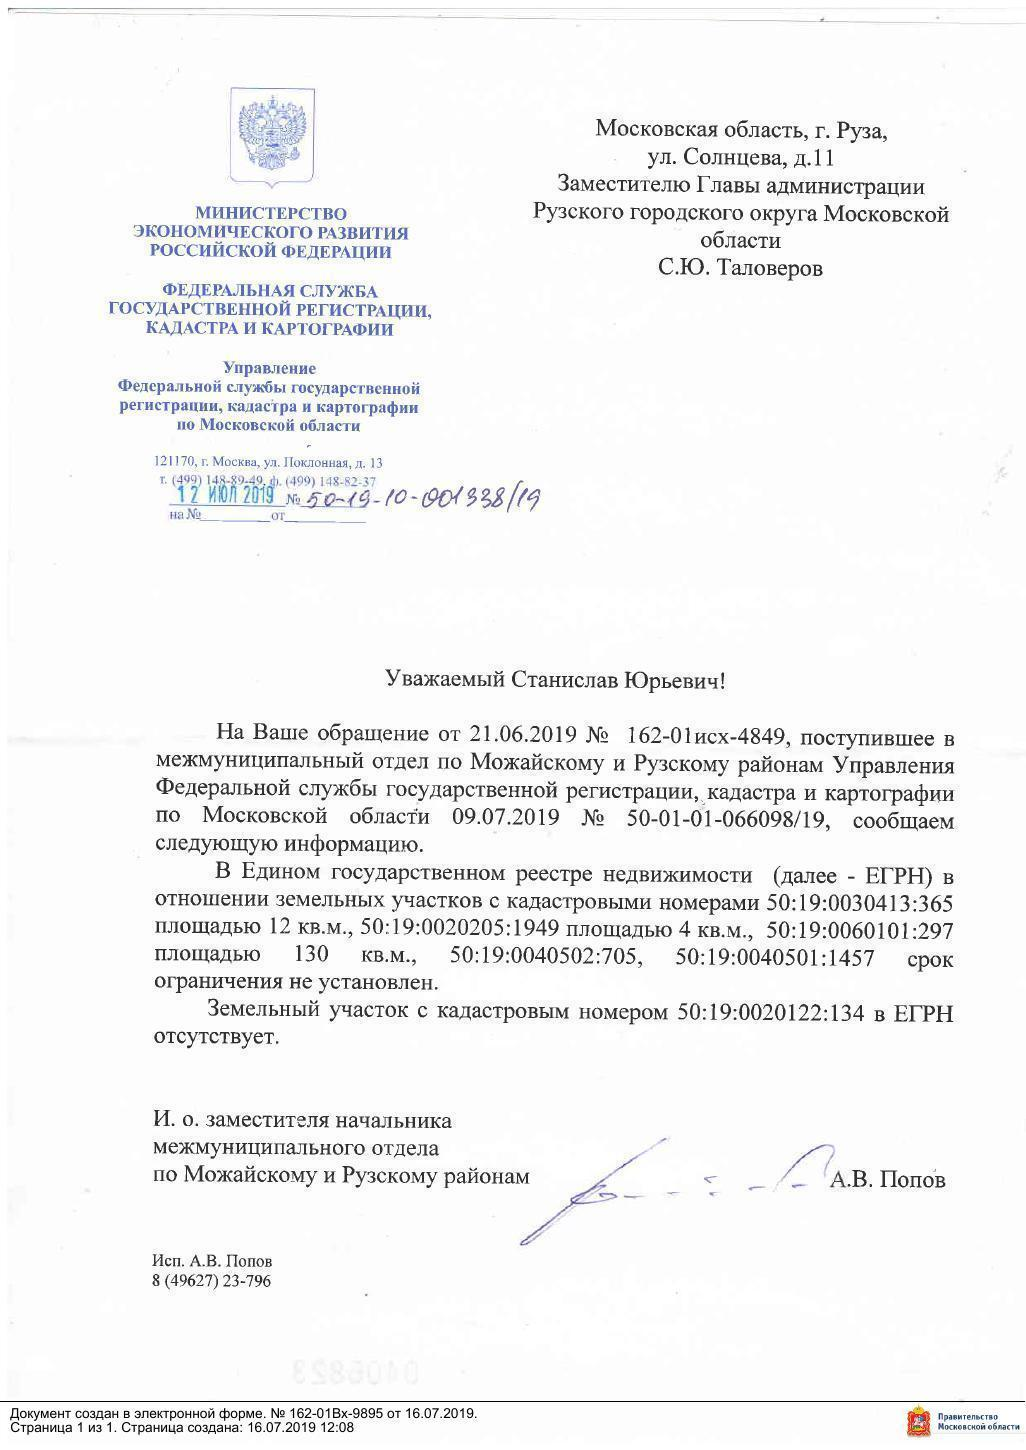 МИНИСТЕРСТВО
ЭКОНОМИЧЕСКОГО РАЗВИТИЯ
РОССИЙСКОЙ ФЕДЕРАЦИИ
ФЕДЕРАЛЬНАЯ СЛУЖБА
ГОСУДАРСТВЕННОЙ РЕГИСТРАЦИИ,
КАДАСТРА И КАРТОГРАФИИ
Управление
Федеральной службы государственной
регистрации, кадастра и картографии
по Московской области
121170, г. Москва, ул. Поклонная, д. 13
т. (499) 148-89-49, ф. (499) 148-82-37
12 ИЮЛ 2019 № 50-19-10-001338/19
на №__________от____________
Московская область, г. Руза,
ул. Солнцева, д.11
Заместителю Главы администрации
Рузского городского округа Московской
области
С.Ю. Таловеров
Уважаемый Станислав Юрьевич!
На Ваше обращение от 21.06.2019 № 162-01исх-4849, поступившее в
межмуниципальный отдел по Можайскому и Рузскому районам Управления
Федеральной службы государственной регистрации, кадастра и картографии
по Московской области 09.07.2019 № 50-01-01-066098/19, сообщаем
следующую информацию.
В Едином государственном реестре недвижимости (далее - ЕГРН) в
отношении земельных участков с кадастровыми номерами 50:19:0030413:365
площадью 12 кв.м., 50:19:0020205:1949 площадью 4 кв.м., 50:19:0060101:297
площадью 130 кв.м., 50:19:0040502:705, 50:19:0040501:1457 срок
ограничения не установлен.
Земельный участок с кадастровым номером 50:19:0020122:134 в ЕГРН
отсутствует.
И. о. заместителя начальника
межмуниципального отдела
по Можайскому и Рузскому районам А.В. Попов
Исп. А.В. Попов
8 (49627) 23-796
Документ создан в электронной форме. № 162-01Вх-9895 от 16.07.2019.
Страница 1 из 1. Страница создана: 16.07.2019 12:08
Правительство
Московской области